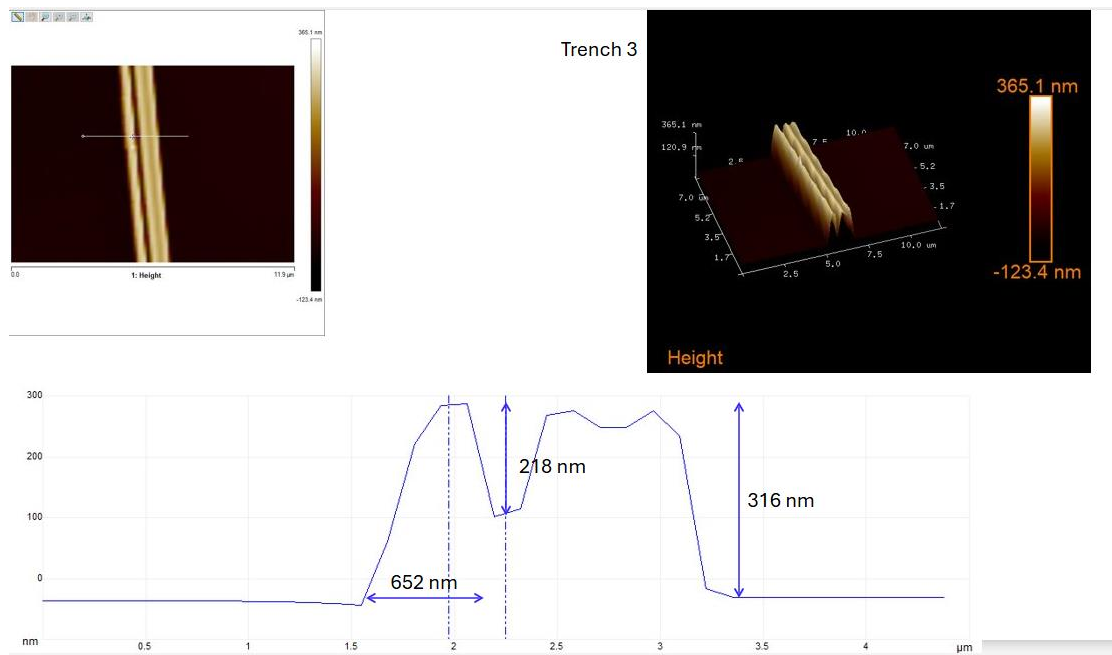 365.1 nm
0.0
1: Height
11.9 µm
-123.4 nm
Trench 3
365.1 nm
-123.4 nm
365.1 nm
120.9 nm
2.5
7.5
10.0
7.0 um
5.2
3.5
1.7
7.0 um
5.2
3.5
1.7
2.5
5.0
7.5
10.0 um
Height
300
200
100
0
nm
218 nm
316 nm
652 nm
0.5
1
1.5
2
2.5
3
3.5
4
µm